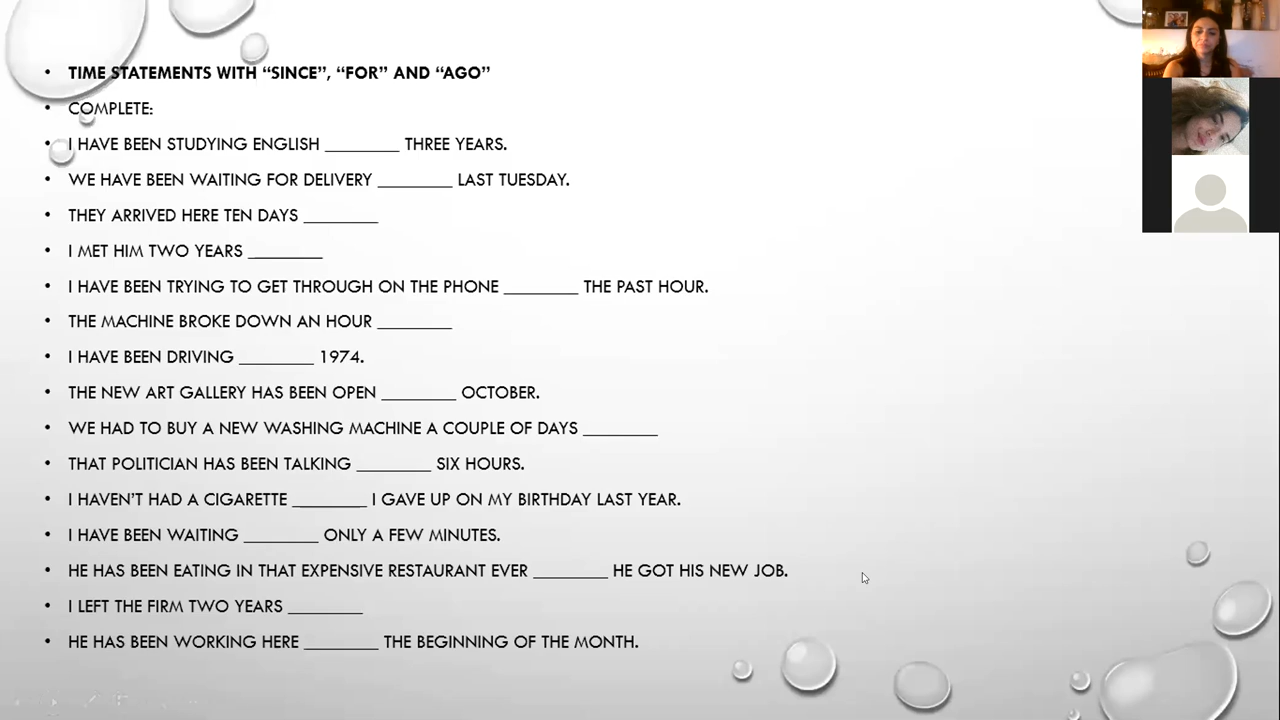 TIME STATEMENTS WITH “SINCE”, “FOR” AND “AGO”
COMPLETE:
I HAVE BEEN STUDYING ENGLISH ________ THREE YEARS.
WE HAVE BEEN WAITING FOR DELIVERY ________ LAST TUESDAY.
THEY ARRIVED HERE TEN DAYS ________
I MET HIM TWO YEARS ________
I HAVE BEEN TRYING TO GET THROUGH ON THE PHONE ________ THE PAST HOUR.
THE MACHINE BROKE DOWN AN HOUR ________
I HAVE BEEN DRIVING ________ 1974.
THE NEW ART GALLERY HAS BEEN OPEN ________ OCTOBER.
WE HAD TO BUY A NEW WASHING MACHINE A COUPLE OF DAYS ________
THAT POLITICIAN HAS BEEN TALKING ________ SIX HOURS.
I HAVEN’T HAD A CIGARETTE ________ I GAVE UP ON MY BIRTHDAY LAST YEAR.
I HAVE BEEN WAITING ________ ONLY A FEW MINUTES.
HE HAS BEEN EATING IN THAT EXPENSIVE RESTAURANT EVER ________ HE GOT HIS NEW JOB.
I LEFT THE FIRM TWO YEARS ________
HE HAS BEEN WORKING HERE ________ THE BEGINNING OF THE MONTH.